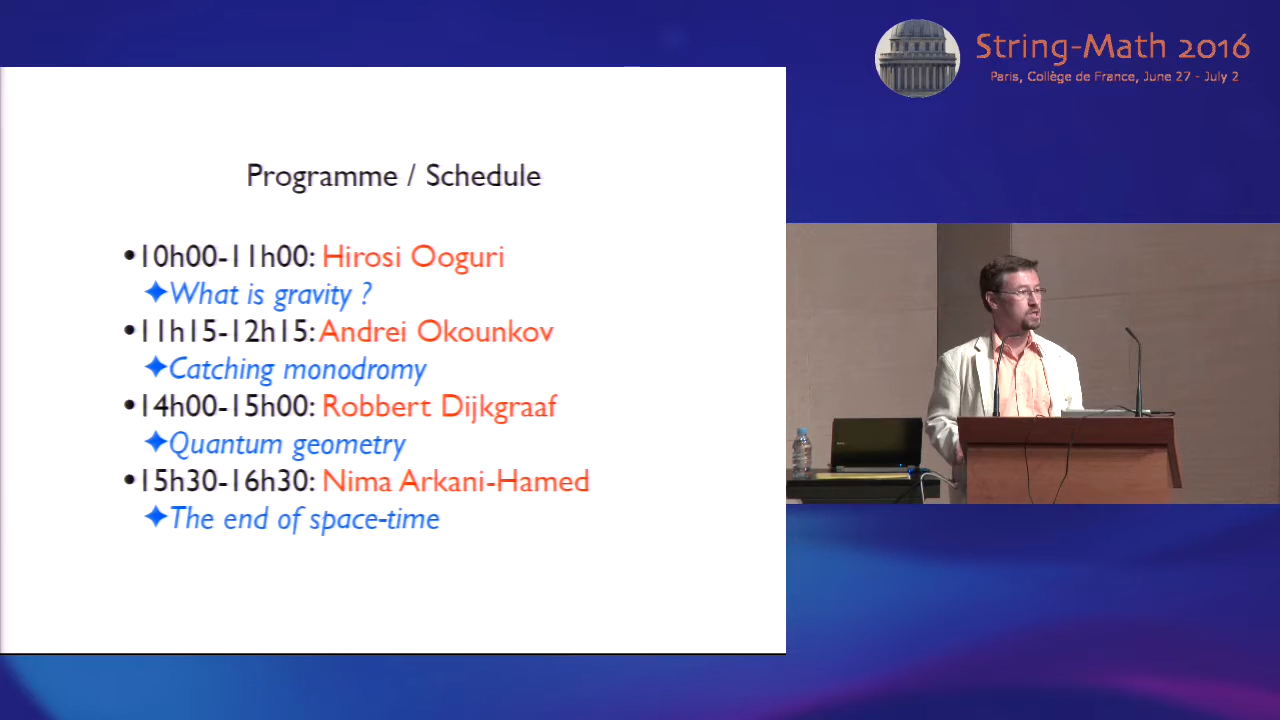 String-Math 2016
Paris, Collège de France, June 27 - July 2
Programme / Schedule
•10h00-11h00: Hirosi Ooguri
✦What is gravity ?
•11h15-12h15: Andrei Okounkov
✦Catching monodromy
•14h00-15h00: Robbert Dijkgraaf
✦Quantum geometry
•15h30-16h30: Nima Arkani-Hamed
✦The end of space-time